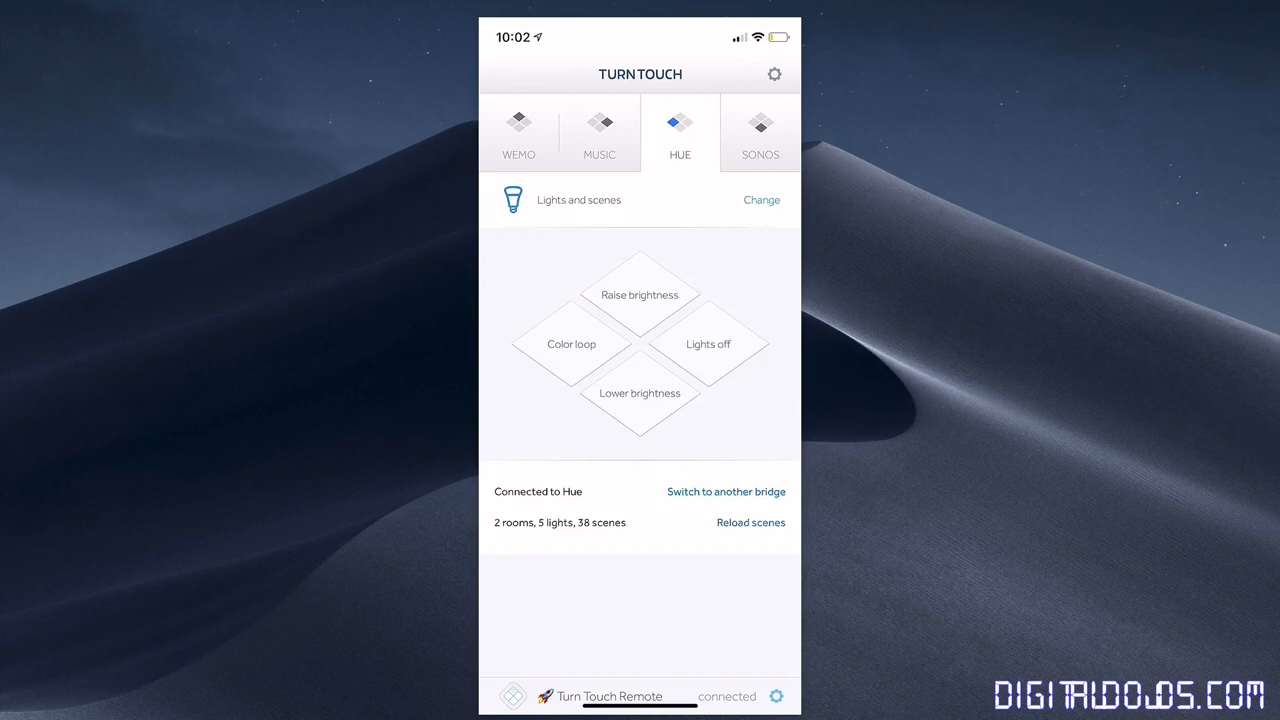 10:02
TURN TOUCH
WEMO
MUSIC
HUE
SONOS
Lights and scenes
Change
Raise brightness
Color loop
Lights off
Lower brightness
Connected to Hue
Switch to another bridge
2 rooms, 5 lights, 38 scenes
Reload scenes
🚀 Turn Touch Remote
connected
DIGITALDOJOS.COM